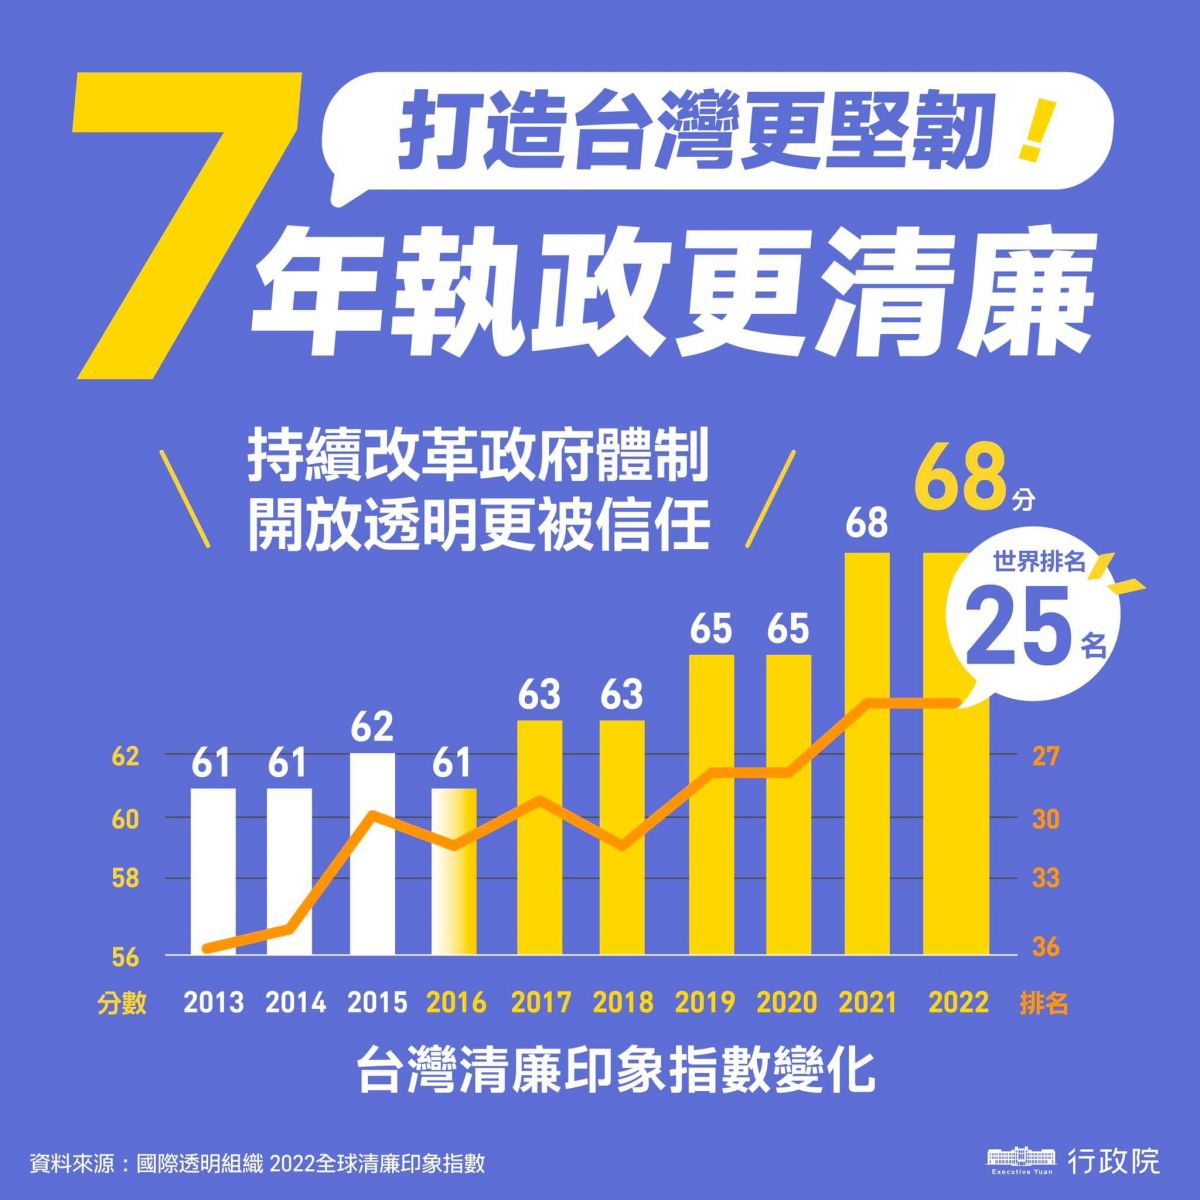 打造台灣更堅韌!
7年執政更清廉
持續改革政府體制
開放透明更被信任
68分
世界排名
25名
61 61 62 61 63 63 65 65 68
62
60
58
56
27
30
33
36
分數 2013 2014 2015 2016 2017 2018 2019 2020 2021 2022 排名
台灣清廉印象指數變化
資料來源：國際透明組織 2022全球清廉印象指數
Executive Yuan 行政院